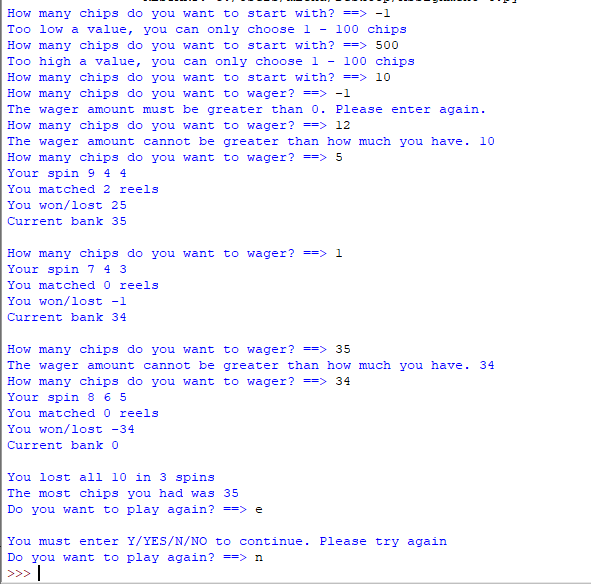 How many chips do you want to start with? ==> -1
Too low a value, you can only choose 1 - 100 chips
How many chips do you want to start with? ==> 500
Too high a value, you can only choose 1 - 100 chips
How many chips do you want to start with? ==> 10
How many chips do you want to wager? ==> -1
The wager amount must be greater than 0. Please enter again.
How many chips do you want to wager? ==> 12
The wager amount cannot be greater than how much you have. 10
How many chips do you want to wager? ==> 5
Your spin 9 4 4
You matched 2 reels
You won/lost 25
Current bank 35
How many chips do you want to wager? ==> 1
Your spin 7 4 3
You matched 0 reels
You won/lost -1
Current bank 34
How many chips do you want to wager? ==> 35
The wager amount cannot be greater than how much you have. 34
How many chips do you want to wager? ==> 34
Your spin 8 6 5
You matched 0 reels
You won/lost -34
Current bank 0
You lost all 10 in 3 spins
The most chips you had was 35
Do you want to play again? ==> e
You must enter Y/YES/N/NO to continue. Please try again
Do you want to play again? ==> n
>>>